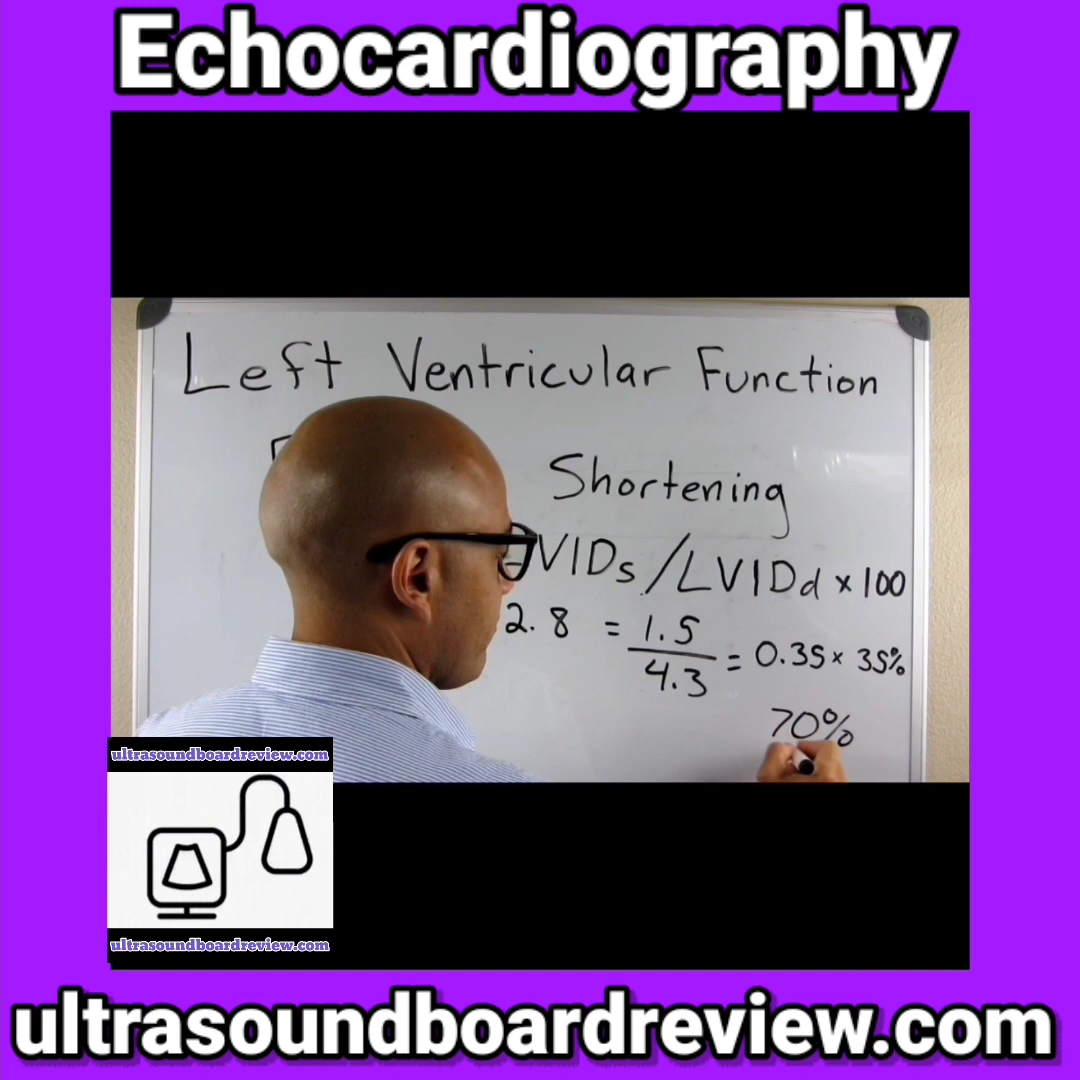 Echocardiography
Left Ventricular Function
Shortening
VIDs / LVIDd x 100
2.8 = 1.5 / 4.3 = 0.35 x 35%
70%
ultrasoundboardreview.com
ultrasoundboardreview.com
ultrasoundboardreview.com